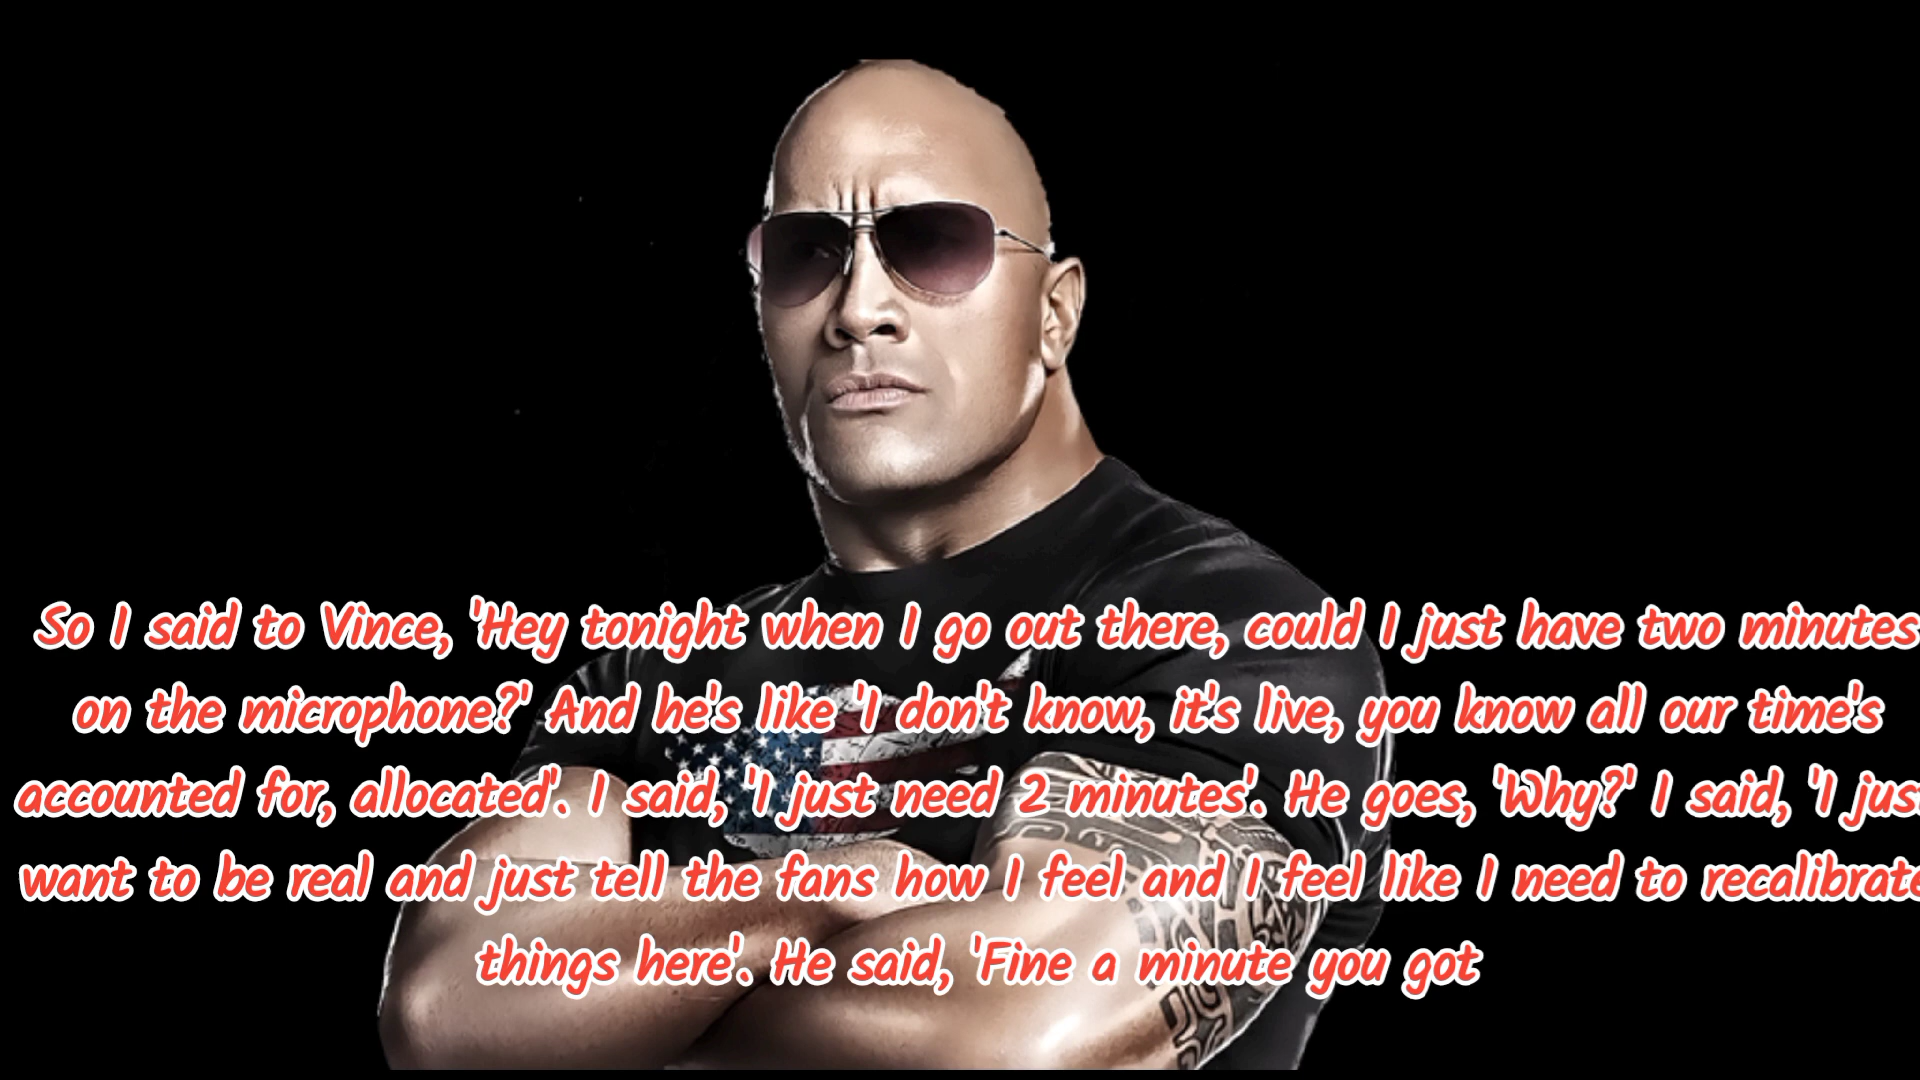 So I said to Vince, 'Hey tonight when I go out there, could I just have two minutes
on the microphone?' And he's like 'I don't know, it's live, you know all our time's
accounted for, allocated'. I said, 'I just need 2 minutes'. He goes, 'Why?' I said, 'I just
want to be real and just tell the fans how I feel and I feel like I need to recalibrate
things here'. He said, 'Fine a minute you got